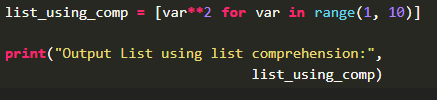 list_using_comp = [var**2 for var in range(1, 10)]
print("Output List using list comprehension:",
list_using_comp)